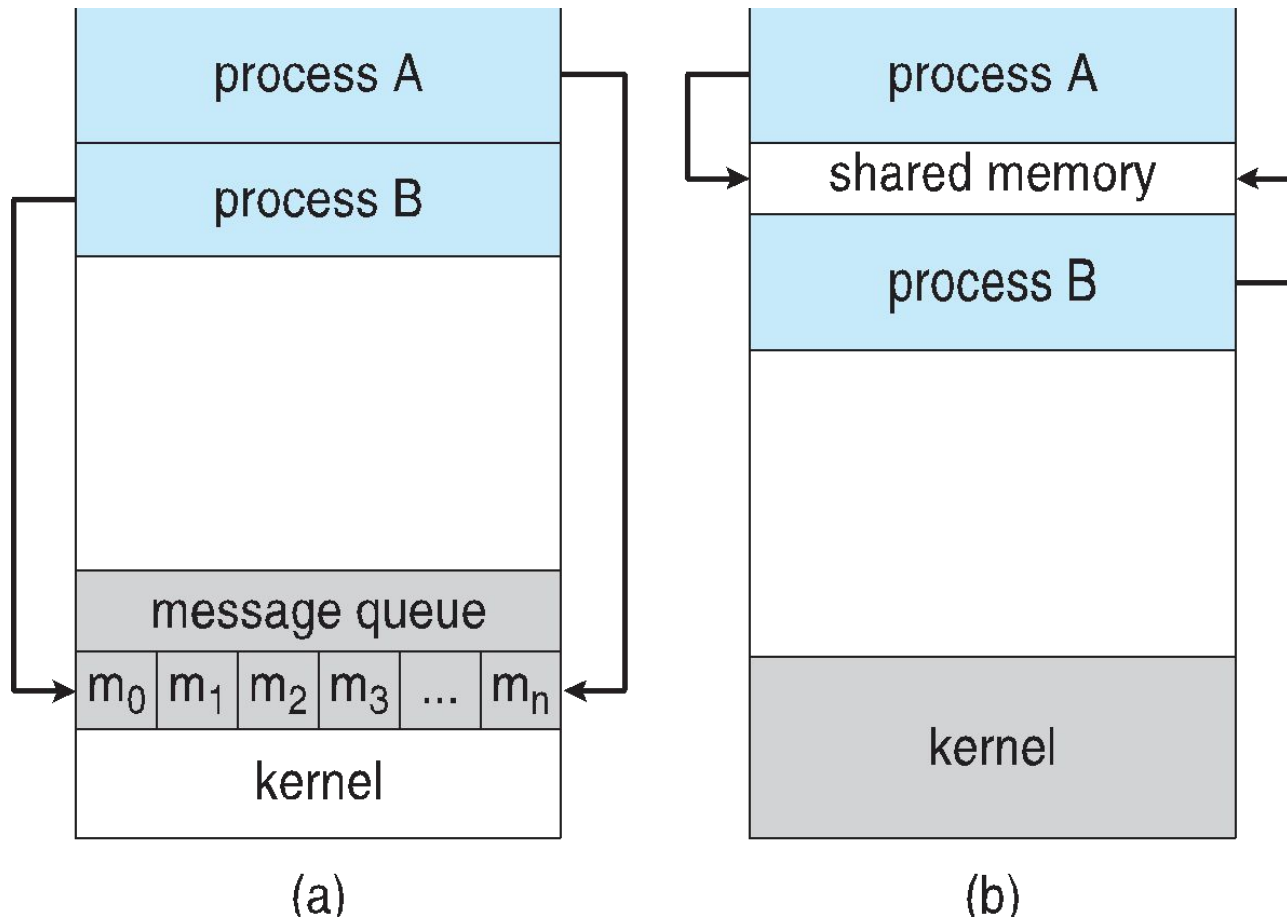 process A
process B
message queue
m0 m1 m2 m3 ... mn
kernel
(a)
process A
shared memory
process B
kernel
(b)